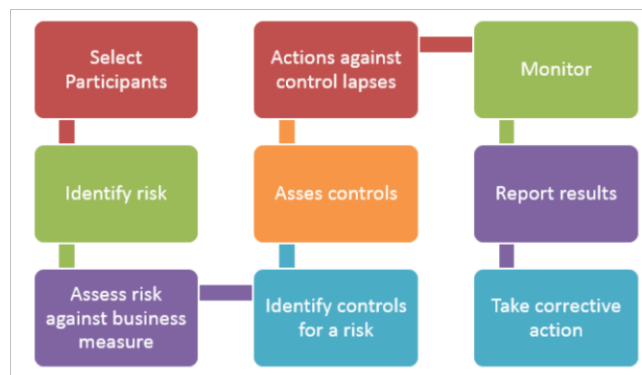 Select
Participants
Identify risk
Assess risk
against business
measure
Identify controls
for a risk
Asses controls
Actions against
control lapses
Monitor
Report results
Take corrective
action